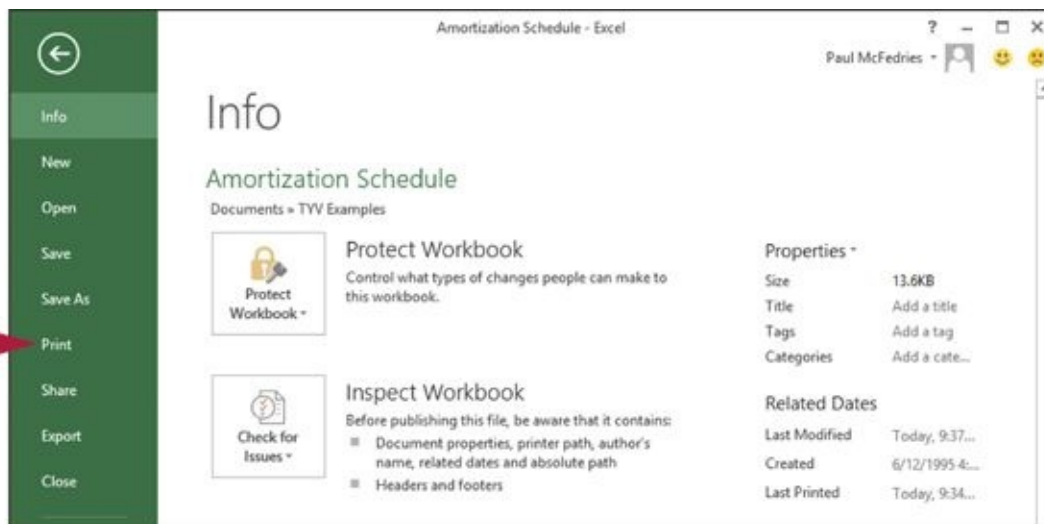 Amortization Schedule - Excel
?
Paul McFedries
Info
New
Open
Save
Save As
Print
Share
Export
Close
Info
Amortization Schedule
Documents » TYV Examples
Protect Workbook
Protect Workbook
Control what types of changes people can make to
this workbook.
Check for Issues
Inspect Workbook
Before publishing this file, be aware that it contains:
Document properties, printer path, author's
name, related dates and absolute path
Headers and footers
Properties
Size 13.6KB
Title Add a title
Tags Add a tag
Categories Add a cate...
Related Dates
Last Modified Today, 9:37...
Created 6/12/1995 4:...
Last Printed Today, 9:34...